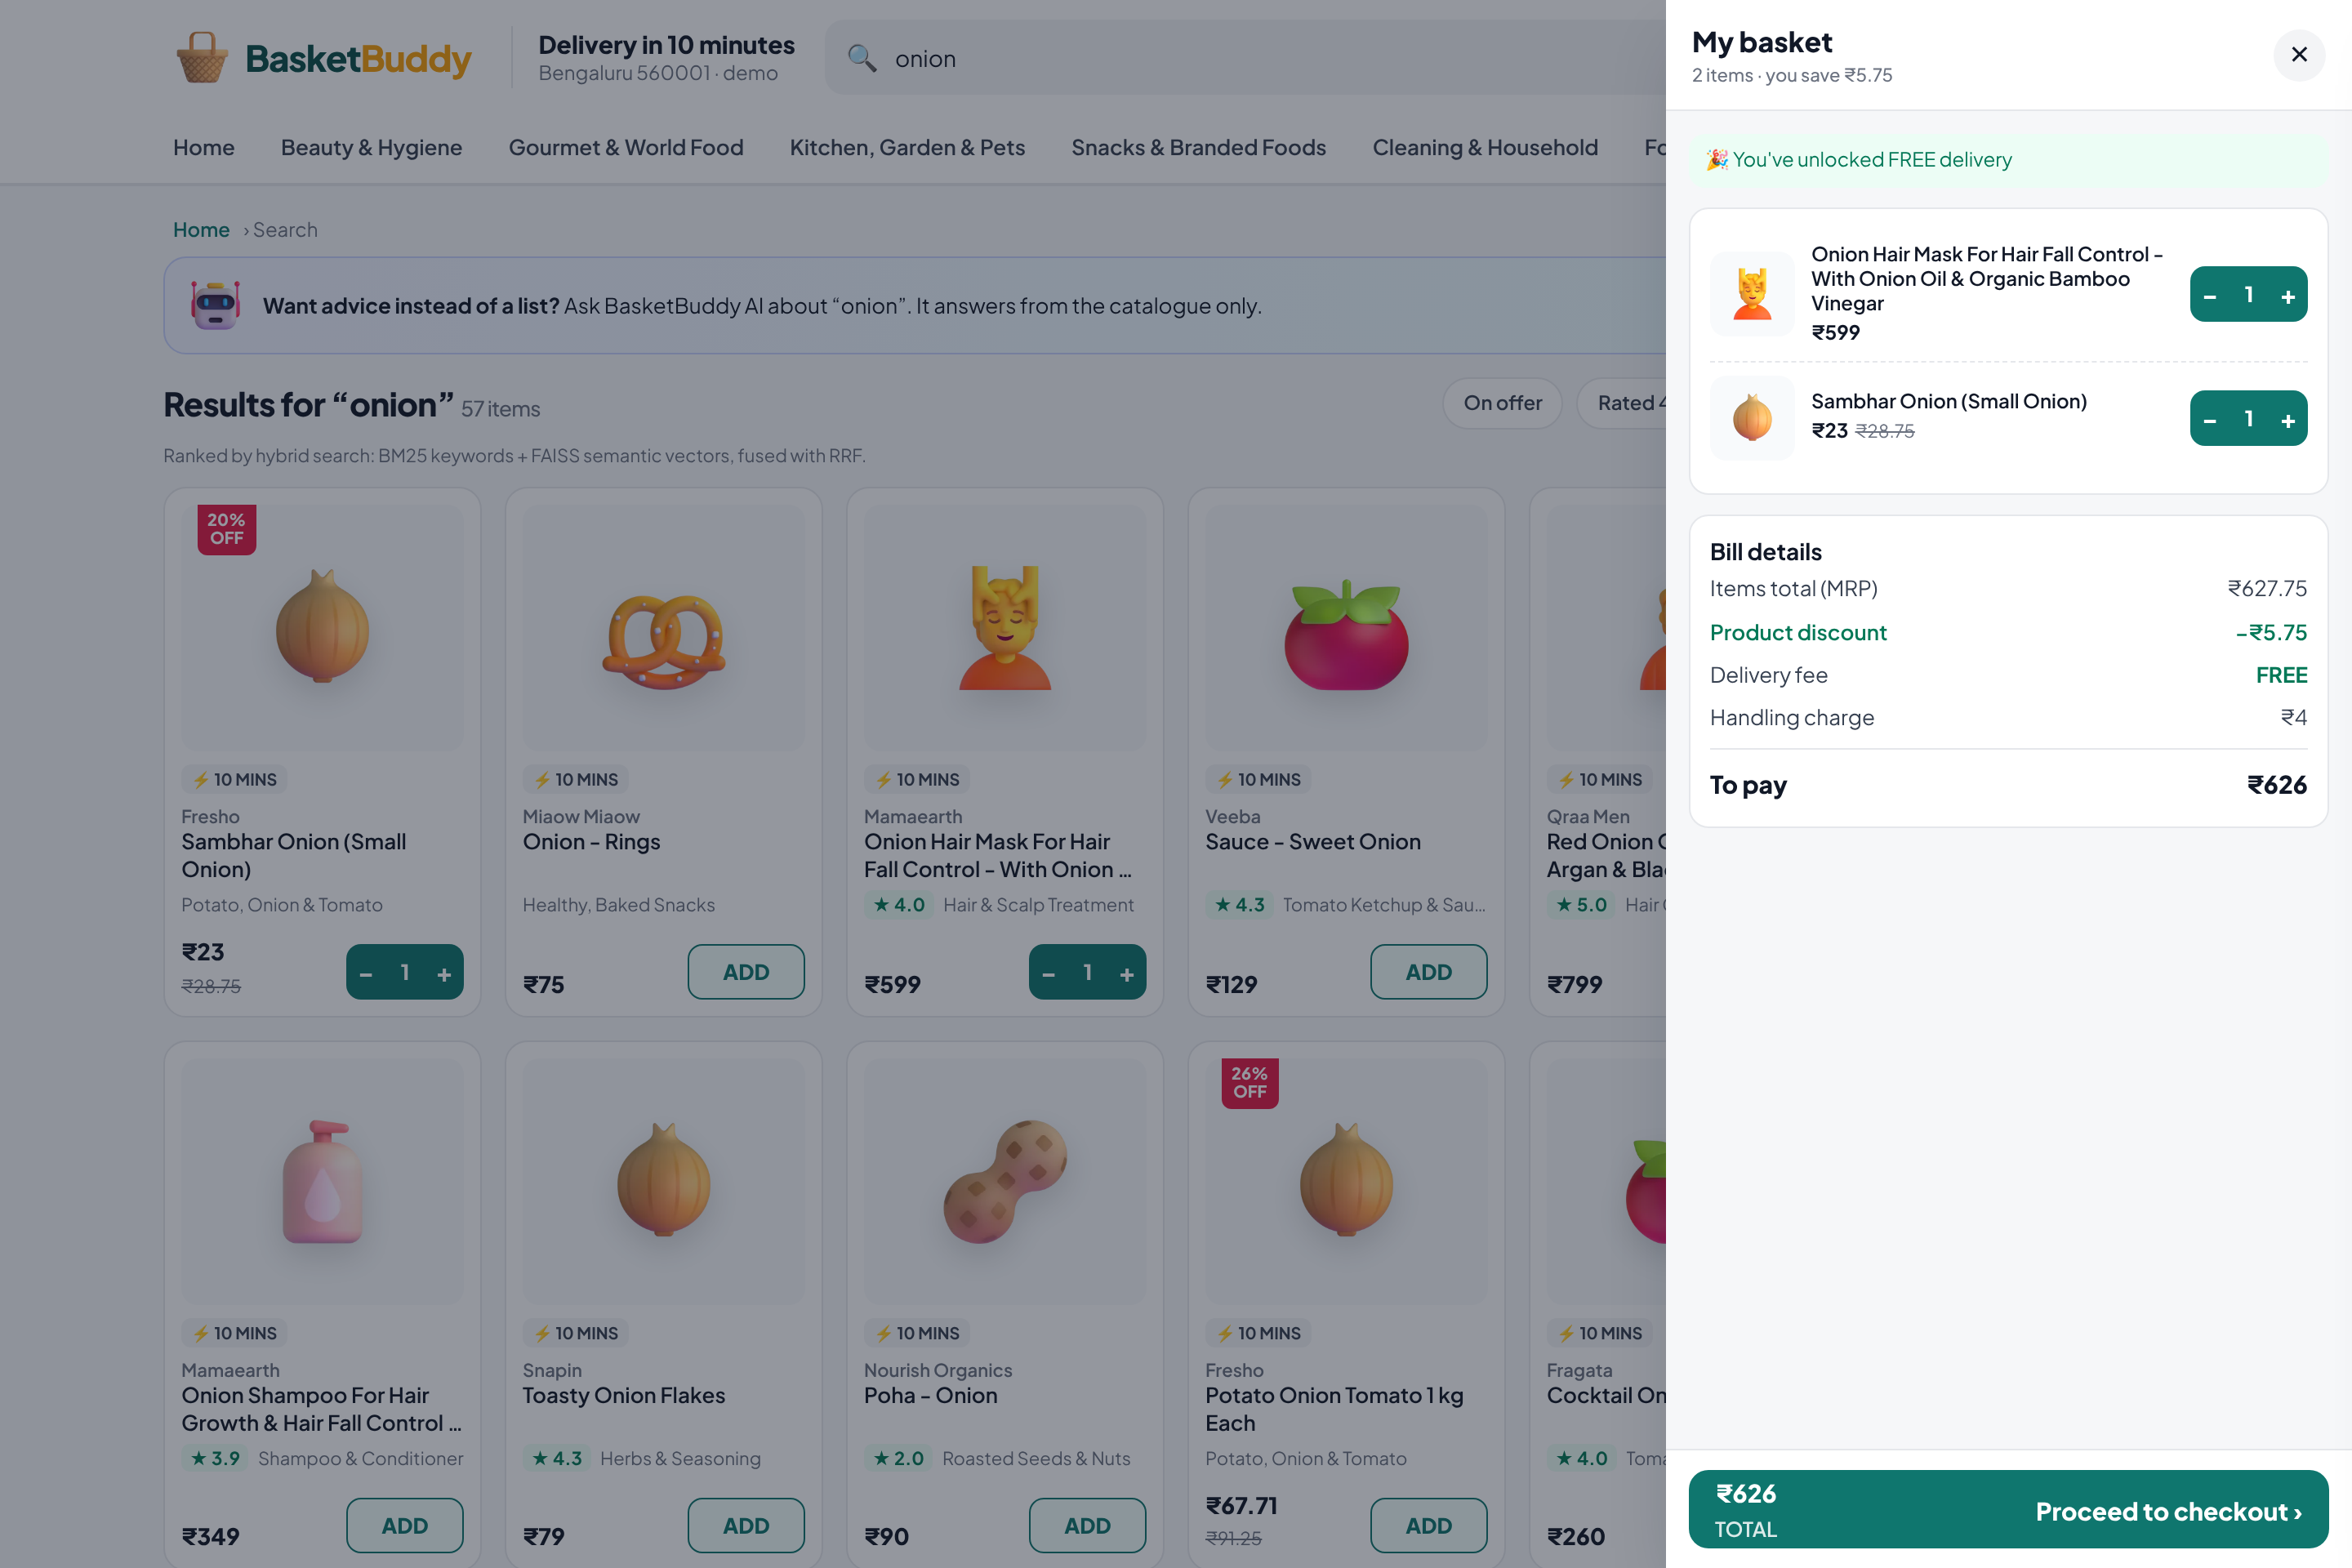 BasketBuddy
Delivery in 10 minutes
Bengaluru 560001 · demo
onion
Home
Beauty & Hygiene
Gourmet & World Food
Kitchen, Garden & Pets
Snacks & Branded Foods
Cleaning & Household
Home › Search
Want advice instead of a list? Ask BasketBuddy AI about “onion”. It answers from the catalogue only.
Results for “onion” 57 items
On offer
Rated
Ranked by hybrid search: BM25 keywords + FAISS semantic vectors, fused with RRF.
20%
OFF
⚡ 10 MINS
Fresho
Sambhar Onion (Small
Onion)
Potato, Onion & Tomato
₹23
₹28.75
− 1 +
⚡ 10 MINS
Miaow Miaow
Onion - Rings
Healthy, Baked Snacks
₹75
ADD
⚡ 10 MINS
Mamaearth
Onion Hair Mask For Hair
Fall Control - With Onion ...
★ 4.0 Hair & Scalp Treatment
₹599
− 1 +
⚡ 10 MINS
Veeba
Sauce - Sweet Onion
★ 4.3 Tomato Ketchup & Sau...
₹129
ADD
⚡ 10 MINS
Qraa Men
Red Onion
Argan &
★ 5.0 Hair
₹799
⚡ 10 MINS
Mamaearth
Onion Shampoo For Hair
Growth & Hair Fall Control ...
★ 3.9 Shampoo & Conditioner
₹349
ADD
⚡ 10 MINS
Snapin
Toasty Onion Flakes
★ 4.3 Herbs & Seasoning
₹79
ADD
⚡ 10 MINS
Nourish Organics
Poha - Onion
★ 2.0 Roasted Seeds & Nuts
₹90
ADD
26%
OFF
⚡ 10 MINS
Fresho
Potato Onion Tomato 1 kg
Each
Potato, Onion & Tomato
₹67.71
₹91.25
ADD
⚡ 10 MINS
Fragata
Cocktail
★ 4.0
₹260
My basket
2 items · you save ₹5.75
✕
🎉 You've unlocked FREE delivery
Onion Hair Mask For Hair Fall Control -
With Onion Oil & Organic Bamboo
Vinegar
₹599
− 1 +
Sambhar Onion (Small Onion)
₹23 ₹28.75
− 1 +
Bill details
Items total (MRP) ₹627.75
Product discount −₹5.75
Delivery fee FREE
Handling charge ₹4
To pay ₹626
₹626
TOTAL
Proceed to checkout ›